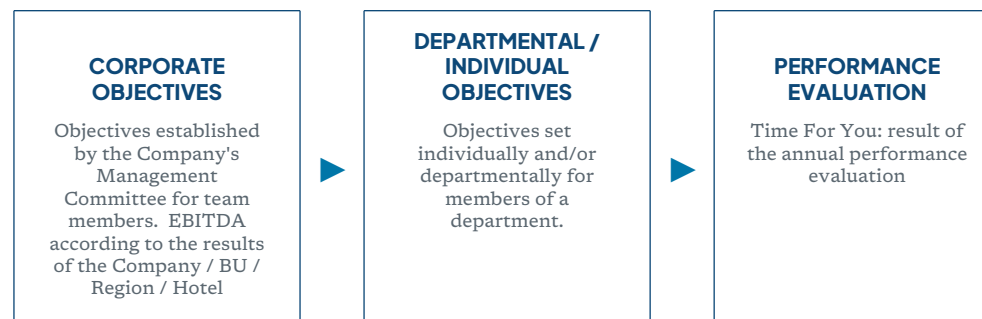 CORPORATE
OBJECTIVES
Objectives established
by the Company's
Management
Committee for team
members.  EBITDA
according to the results
of the Company / BU /
Region / Hotel
DEPARTMENTAL /
INDIVIDUAL
OBJECTIVES
Objectives set
individually and/or
departmentally for
members of a
department.
PERFORMANCE
EVALUATION
Time For You: result of
the annual performance
evaluation